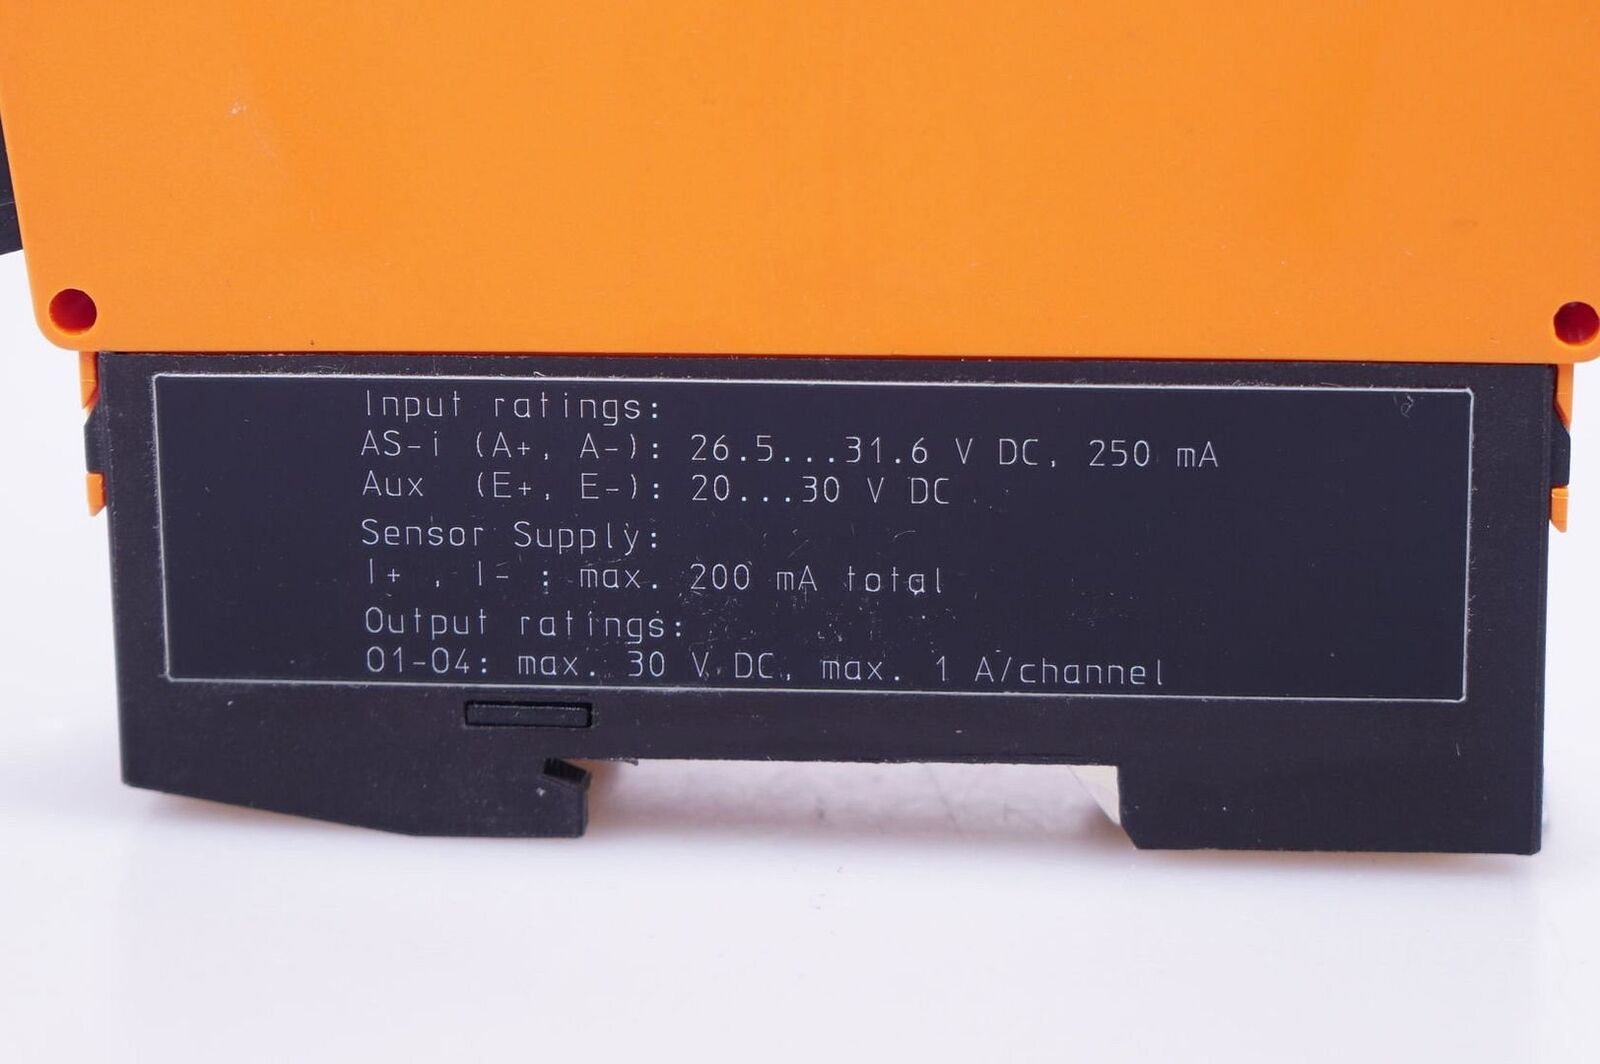 Input ratings:
AS-i (A+, A-): 26.5...31.6 V DC, 250 mA
Aux (E+, E-): 20...30 V DC
Sensor Supply:
I+ , I- : max. 200 mA total
Output ratings:
O1-O4: max. 30 V DC, max. 1 A/channel